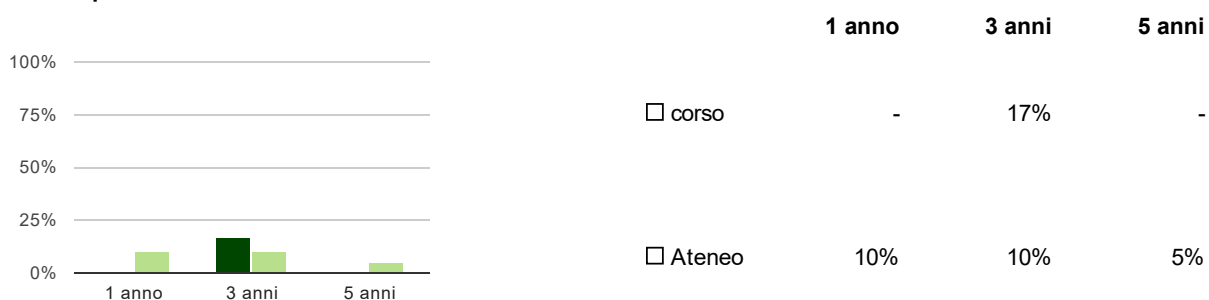 1 anno 3 anni 5 anni
100%
75%
50%
25%
0%
1 anno 3 anni 5 anni
corso - 17% -
Ateneo 10% 10% 5%